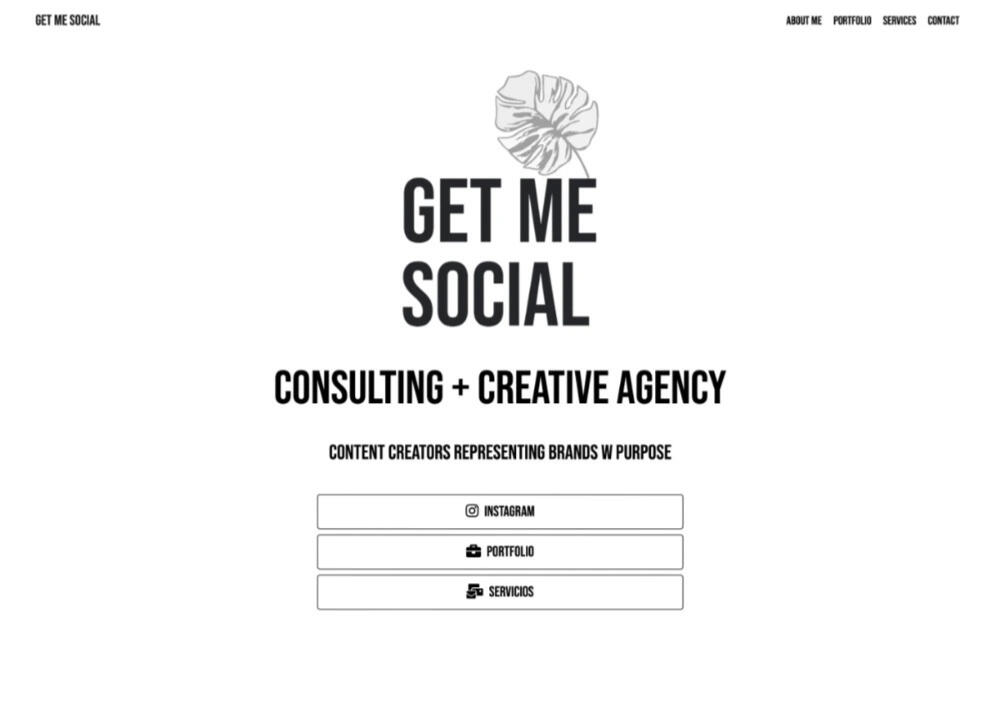 GET ME SOCIAL
ABOUT ME PORTFOLIO SERVICES CONTACT
GET ME
SOCIAL
CONSULTING + CREATIVE AGENCY
CONTENT CREATORS REPRESENTING BRANDS W PURPOSE
INSTAGRAM
PORTFOLIO
SERVICIOS